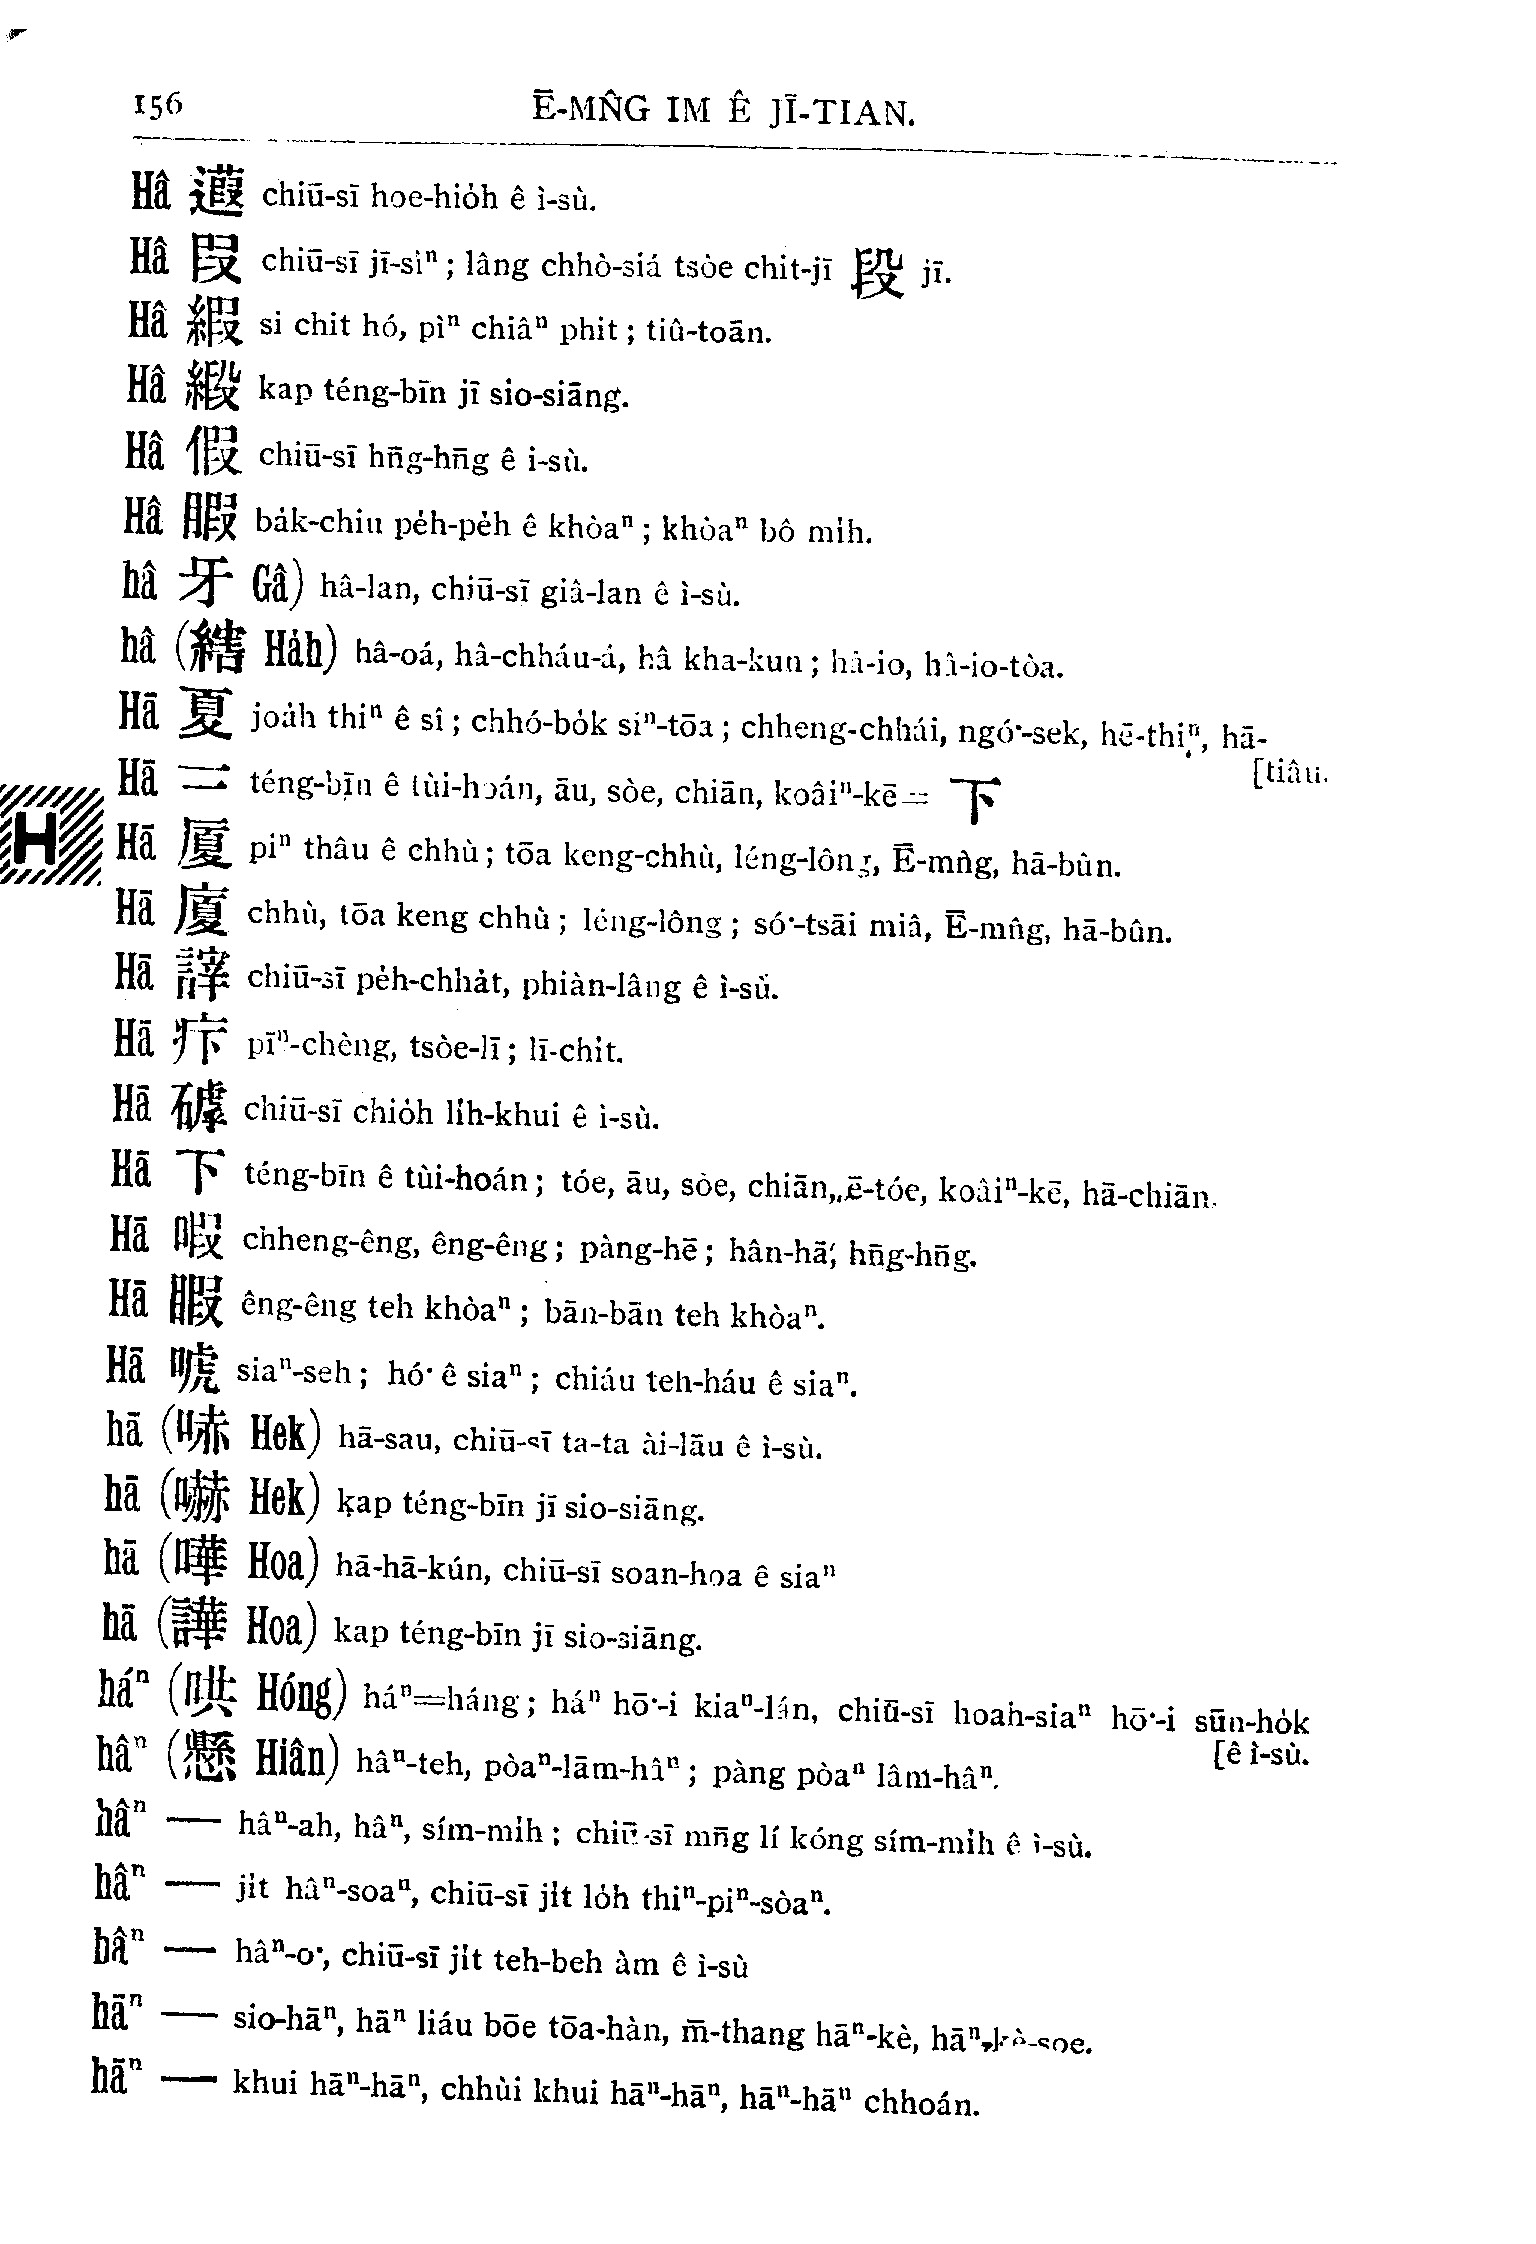 156 Ē-MN̂G IM Ê JĪ-TIAN.
Hâ chiū-sī hoe-hio̍h ê ì-sù.
Hâ 叚 chiū-sī jī-sìⁿ; lâng chhò-siá tsòe chit-jī 段 jī.
Hâ 縀 si chit hó, pìⁿ chiâⁿ phit; tiû-toān.
Hâ 緞 kap téng-bīn jī sio-siāng.
Hâ 假 chiū-sī hn̄g-hn̄g ê i-sù.
Hâ ba̍k-chiu pe̍h-pe̍h ê khòaⁿ; khòaⁿ bô mi̍h.
hâ 牙 Gâ) hâ-lan, chiū-sī giâ-lan ê ì-sù.
hâ (縖 Ha̍h) hâ-oá, hâ-chháu-á, hâ kha-kun; hâ-io, hâ-io-tòa.
Hā 夏 joa̍h thiⁿ ê sî; chhó-bo̍k siⁿ-tōa; chheng-chhái, ngó͘-sek, hē-thiⁿ, hā-
[tiâu.
Hā 二 téng-bīn ê tùi-hoán, āu, sòe, chiān, koâiⁿ-kē = 下
Hā 厦 piⁿ thâu ê chhù; tōa keng-chhù, léng-lông, Ē-mn̂g, hā-bûn.
Hā 廈 chhù, tōa keng chhù; léng-lông; só͘-tsāi miâ, Ē-mn̂g, hā-bûn.
Hā chiū-sī pe̍h-chha̍t, phiàn-lâng ê ì-sù.
Hā 疜 pīⁿ-chèng, tsòe-lī; lī-chi̍t.
Hā 罅 chiū-sī chio̍h li̍h-khui ê ì-sù.
Hā 下 téng-bīn ê tùi-hoán; tóe, āu, sòe, chiān, ē-tóe, koâiⁿ-kē, hā-chiān.
Hā 暇 chheng-êng, êng-êng; pàng-hē; hân-hā; hn̄g-hn̄g.
Hā êng-êng teh khòaⁿ; bān-bān teh khòaⁿ.
Hā 唬 siaⁿ-seh; hó͘ ê siaⁿ; chiáu teh-háu ê siaⁿ.
hā (哧 Hek) hā-sau, chiū-sī ta-ta ài-lāu ê ì-sù.
hā (嚇 Hek) kap téng-bīn jī sio-siāng.
hā (嘩 Hoa) hā-hā-kún, chiū-sī soan-hoa ê siaⁿ
hā (譁 Hoa) kap téng-bīn jī sio-siāng.
háⁿ (哄 Hóng) háⁿ=háng; háⁿ hō͘-i kiaⁿ-lán, chiū-sī hoah-siaⁿ hō͘-i sūn-ho̍k
[ê ì-sù.
hâⁿ (懸 Hiân) hâⁿ-teh, pòaⁿ-lām-hâⁿ; pàng pòaⁿ lâm-hâⁿ.
hâⁿ — hâⁿ-ah, hâⁿ, sím-mi̍h; chiū-sī mn̄g lí kóng sím-mi̍h ê ì-sù.
hâⁿ — ji̍t hâⁿ-soaⁿ, chiū-sī ji̍t lo̍h thiⁿ-piⁿ-sòaⁿ.
hâⁿ — hâⁿ-o͘, chiū-sī ji̍t teh-beh àm ê ì-sù
hāⁿ — sio-hāⁿ, hāⁿ liáu bōe tōa-hàn, m̄-thang hāⁿ-kè, hāⁿ-kè-soe.
hāⁿ — khui hāⁿ-hāⁿ, chhùi khui hāⁿ-hāⁿ, hāⁿ-hāⁿ chhoán.
H